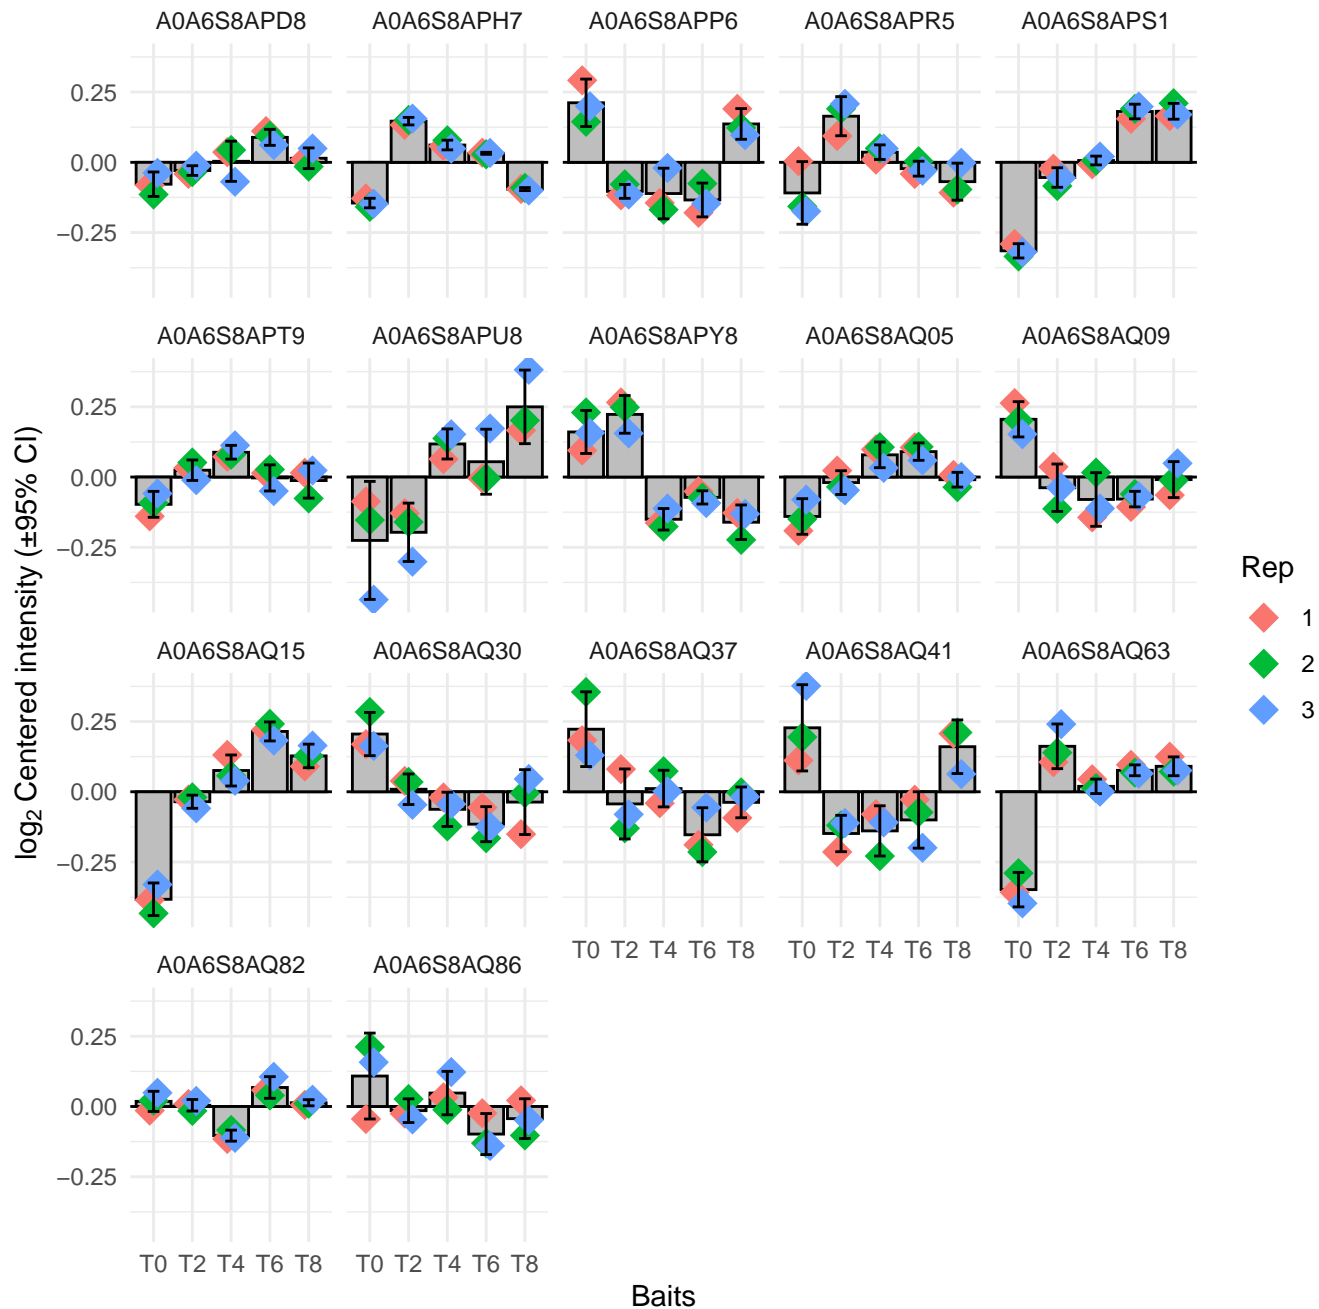 A0A6S8APD8 A0A6S8APH7 A0A6S8APP6 A0A6S8APR5 A0A6S8APS1
0.25
0.00
−0.25
A0A6S8APT9 A0A6S8APU8 A0A6S8APY8 A0A6S8AQ05 A0A6S8AQ09
0.25
0.00
−0.25
A0A6S8AQ15 A0A6S8AQ30 A0A6S8AQ37 A0A6S8AQ41 A0A6S8AQ63
0.25
0.00
−0.25
T0 T2 T4 T6 T8 T0 T2 T4 T6 T8 T0 T2 T4 T6 T8
A0A6S8AQ82 A0A6S8AQ86
0.25
0.00
−0.25
T0 T2 T4 T6 T8 T0 T2 T4 T6 T8
Baits
log₂ Centered intensity (±95% CI)
Rep
1
2
3